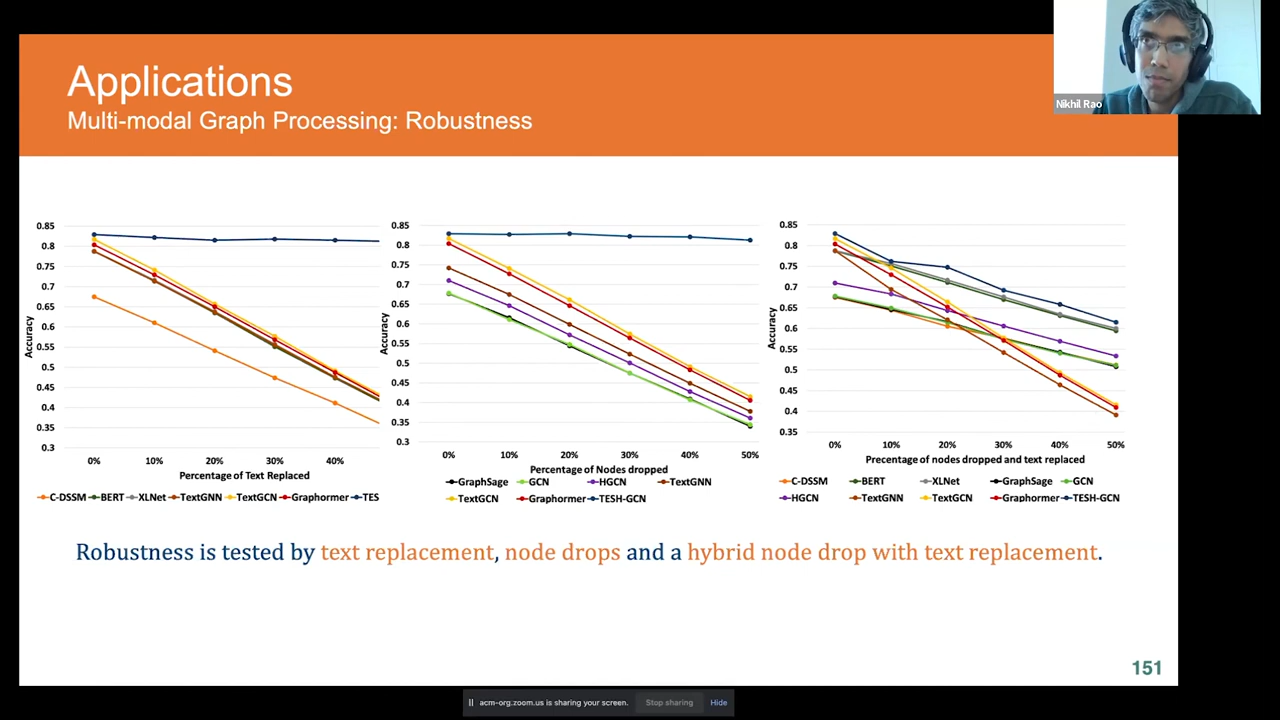 Applications
Multi-modal Graph Processing: Robustness
Nikhil Rao
0.85
0.8
0.75
0.7
0.65
0.6
0.55
0.5
0.45
0.4
0.35
0.3
Accuracy
0% 10% 20% 30% 40%
Percentage of Text Replaced
C-DSSM BERT XLNet TextGNN TextGCN Graphormer TES
0.85
0.8
0.75
0.7
0.65
0.6
0.55
0.5
0.45
0.4
0.35
0.3
Accuracy
0% 10% 20% 30% 40% 50%
Percentage of Nodes dropped
GraphSage GCN HGCN TextGNN
TextGCN Graphormer TESH-GCN
0.85
0.8
0.75
0.7
0.65
0.6
0.55
0.5
0.45
0.4
0.35
Accuracy
0% 10% 20% 30% 40% 50%
Precentage of nodes dropped and text replaced
C-DSSM BERT XLNet GraphSage GCN
HGCN TextGNN TextGCN Graphormer TESH-GCN
Robustness is tested by text replacement, node drops and a hybrid node drop with text replacement.
151
acm-org.zoom.us is sharing your screen. Stop sharing Hide